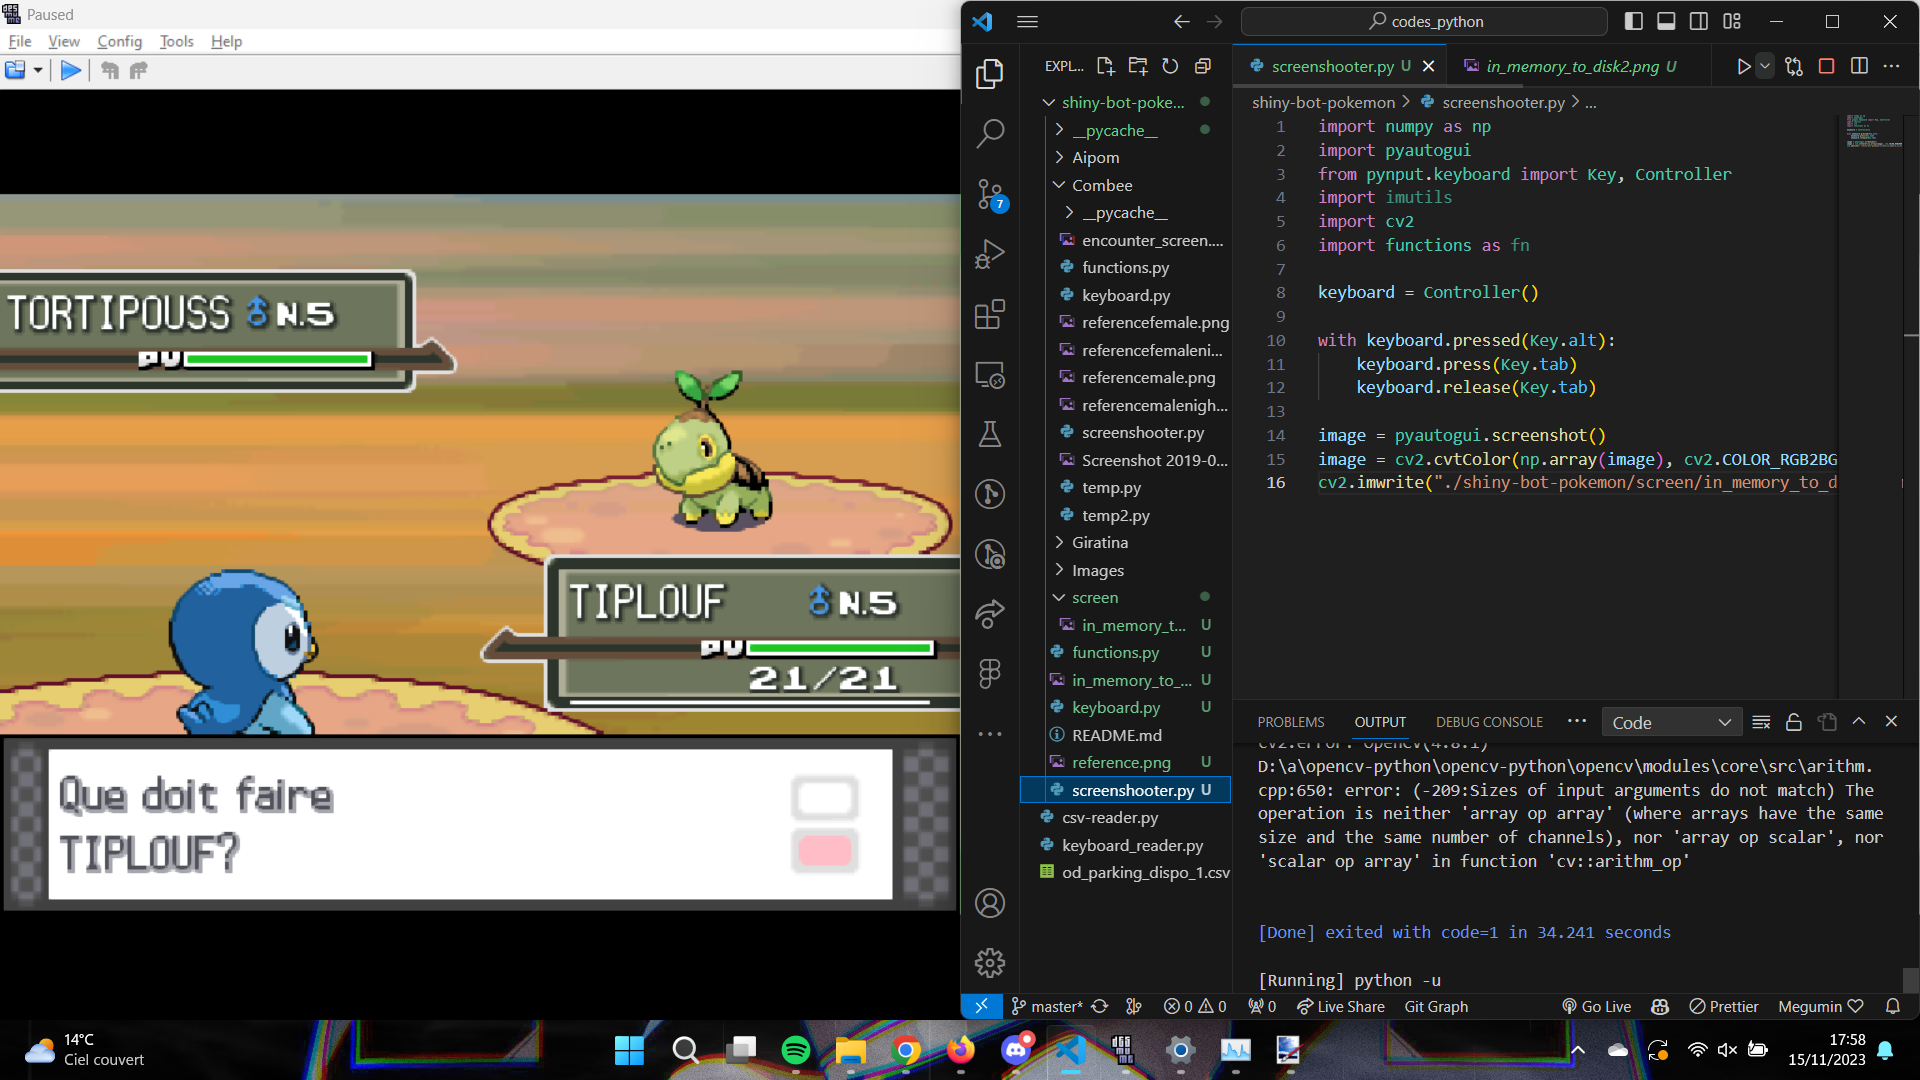 Paused
File View Config Tools Help
TORTIPOUSS ♂ N.5
PV
TIPLOUF ♂ N.5
PV
21/21
Que doit faire
TIPLOUF?
codes_python
EXPL...
shiny-bot-poke...
__pycache__
Aipom
Combee
__pycache__
encounter_screen....
functions.py
keyboard.py
referencefemale.png
referencefemaleni...
referencemale.png
referencemalenigh...
screenshooter.py
Screenshot 2019-0...
temp.py
temp2.py
Giratina
Images
screen
in_memory_t... U
functions.py U
in_memory_to_... U
keyboard.py U
README.md
reference.png U
screenshooter.py U
csv-reader.py
keyboard_reader.py
od_parking_dispo_1.csv
7
screenshooter.py U
in_memory_to_disk2.png U
shiny-bot-pokemon > screenshooter.py > ...
1 import numpy as np
2 import pyautogui
3 from pynput.keyboard import Key, Controller
4 import imutils
5 import cv2
6 import functions as fn
7
8 keyboard = Controller()
9
10 with keyboard.pressed(Key.alt):
11 keyboard.press(Key.tab)
12 keyboard.release(Key.tab)
13
14 image = pyautogui.screenshot()
15 image = cv2.cvtColor(np.array(image), cv2.COLOR_RGB2BG
16 cv2.imwrite("./shiny-bot-pokemon/screen/in_memory_to_d
PROBLEMS OUTPUT DEBUG CONSOLE ... Code
cv2.error: OpenCV(4.8.1)
D:\a\opencv-python\opencv-python\opencv\modules\core\src\arithm.
cpp:650: error: (-209:Sizes of input arguments do not match) The
operation is neither 'array op array' (where arrays have the same
size and the same number of channels), nor 'array op scalar', nor
'scalar op array' in function 'cv::arithm_op'
[Done] exited with code=1 in 34.241 seconds
[Running] python -u
master* 0 0 0 Live Share Git Graph Go Live Prettier Megumin
14°C
Ciel couvert
17:58
15/11/2023